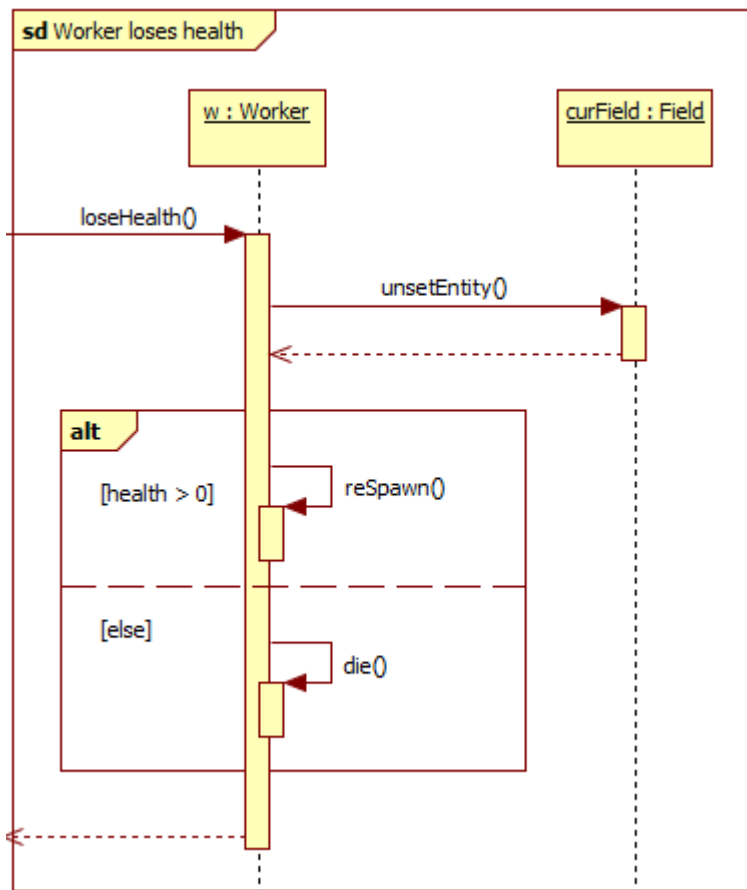 sd Worker loses health
w : Worker
curField : Field
loseHealth()
unsetEntity()
alt
[health > 0]
reSpawn()
[else]
die()